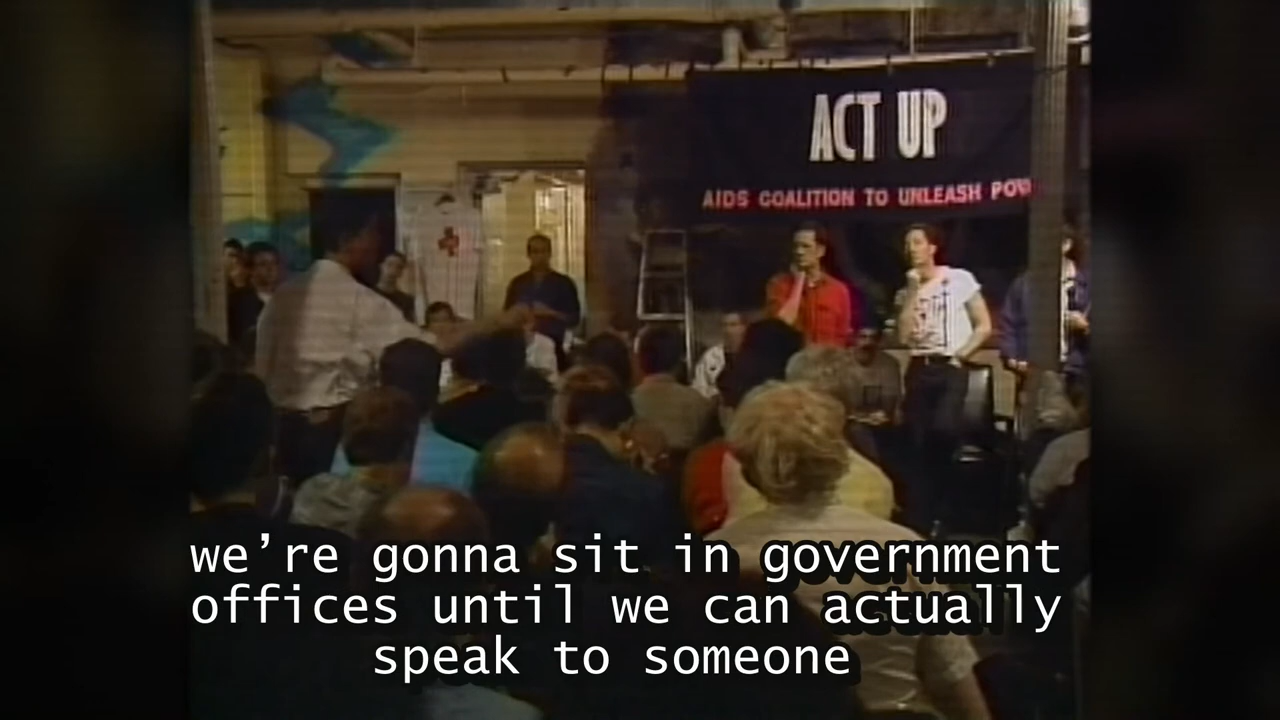 ACT UP
AIDS COALITION TO UNLEASH
we're gonna sit in government
offices until we can actually
speak to someone